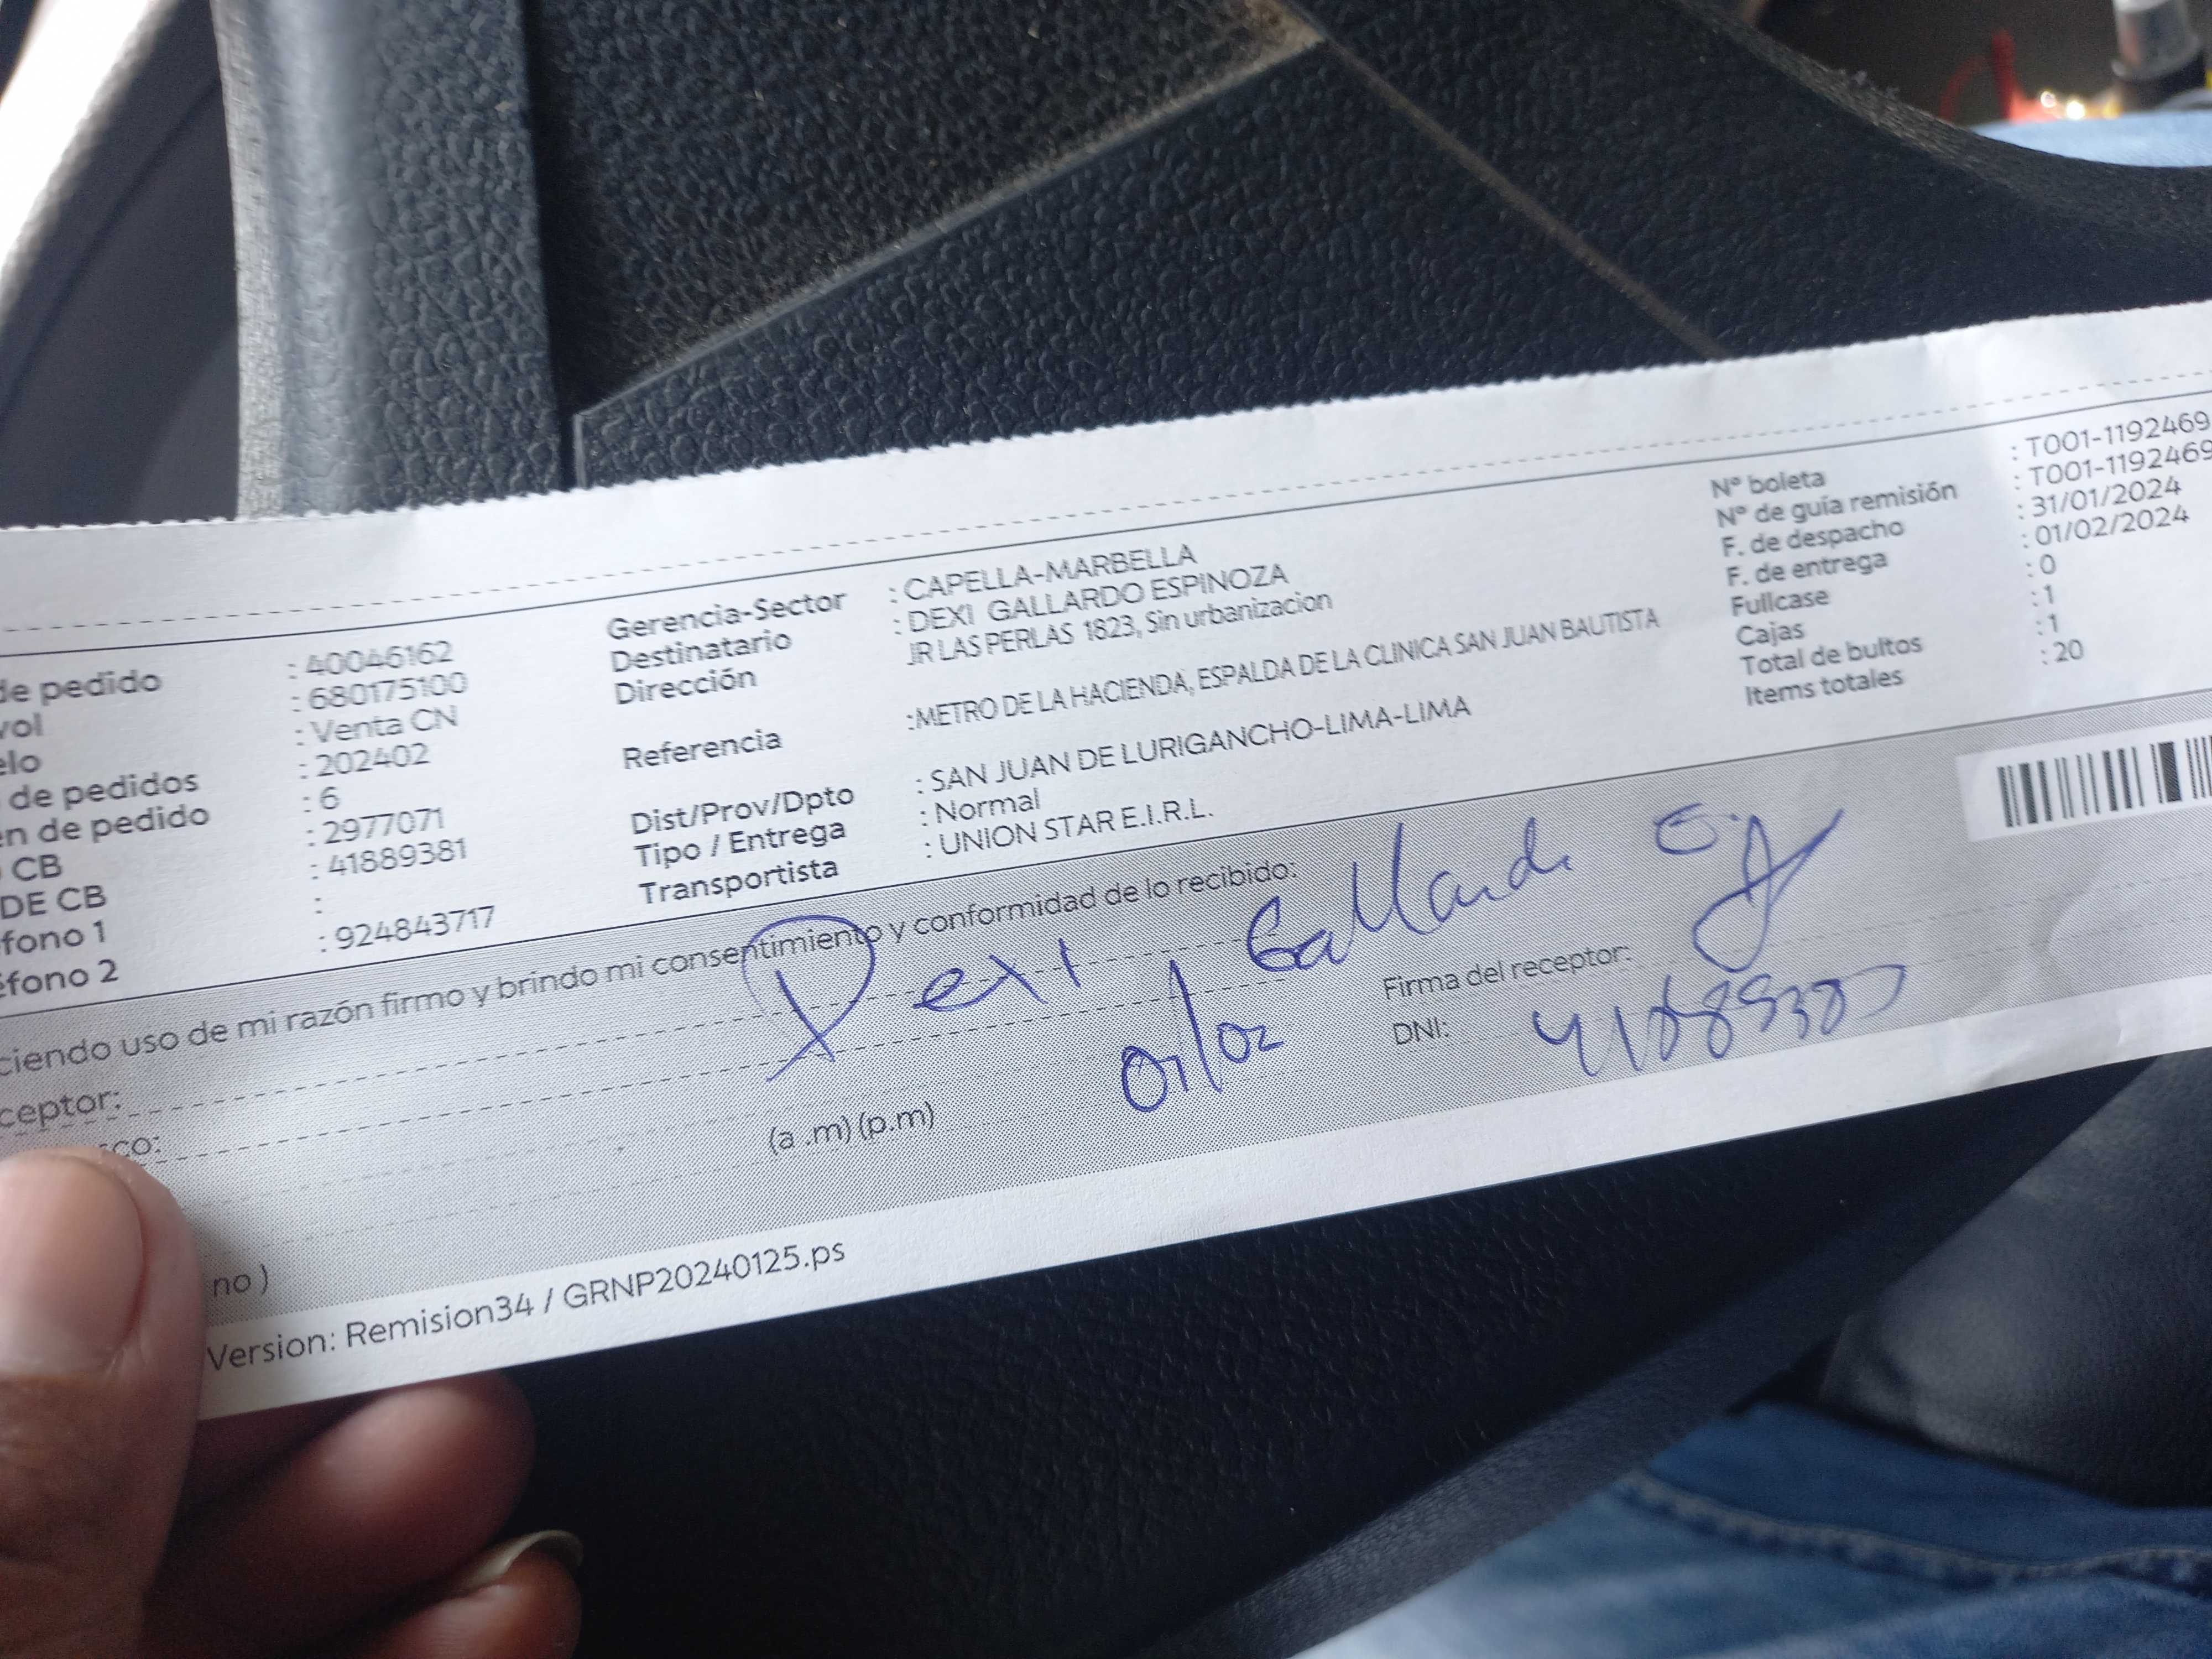 de pedido : 40046162
vol : 680175100
elo : Venta CN
de pedidos : 202402
en de pedido : 6
CB : 2977071
DE CB : 41889381
fono 1 :
éfono 2 : 924843717
Gerencia-Sector : CAPELLA-MARBELLA
Destinatario : DEXI GALLARDO ESPINOZA
Dirección JR LAS PERLAS 1823, Sin urbanizacion
Referencia : METRO DE LA HACIENDA, ESPALDA DE LA CLINICA SAN JUAN BAUTISTA
Dist/Prov/Dpto : SAN JUAN DE LURIGANCHO-LIMA-LIMA
Tipo / Entrega : Normal
Transportista : UNION STAR E.I.R.L.
N° boleta : T001-1192469
N° de guía remisión : T001-1192469
F. de despacho : 31/01/2024
F. de entrega : 01/02/2024
Fullcase : 0
Cajas : 1
Total de bultos : 1
Items totales : 20
ciendo uso de mi razón firmo y brindo mi consentimiento y conformidad de lo recibido:
ceptor: Dexi Gallardo E.
co: 01/02 Firma del receptor:
(a .m) (p.m) DNI: 41889381
no )
Version: Remision34 / GRNP20240125.ps